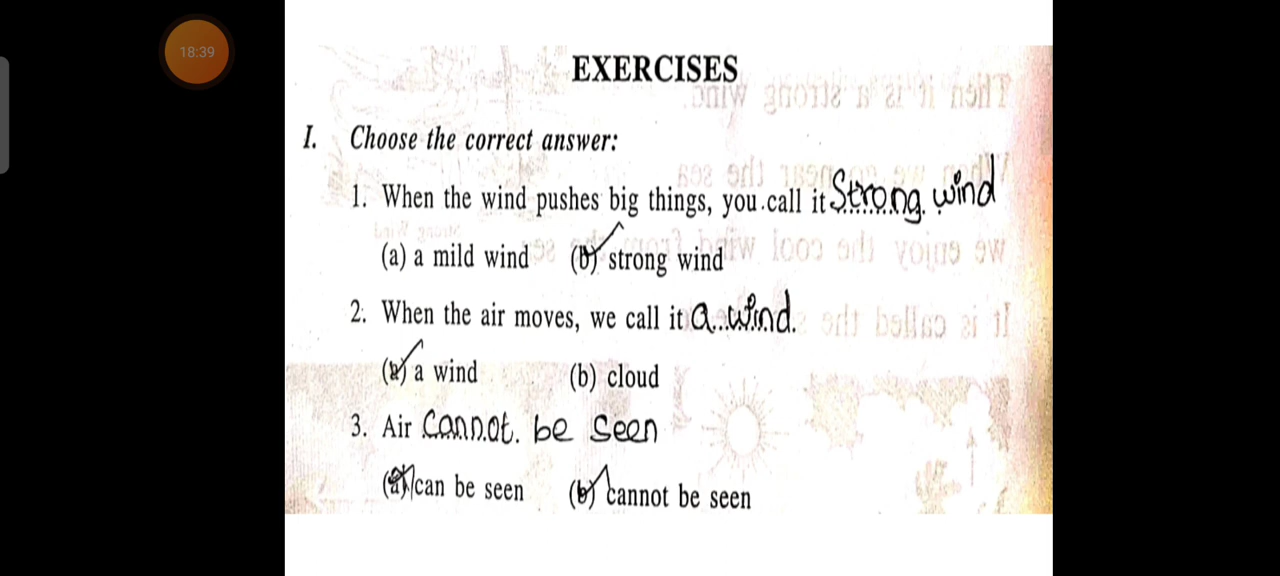 18:39
EXERCISES
I. Choose the correct answer:
1. When the wind pushes big things, you call it Strong wind
(a) a mild wind (b) strong wind
2. When the air moves, we call it a wind.
(a) a wind (b) cloud
3. Air Cannot. be Seen
(a) can be seen (b) cannot be seen